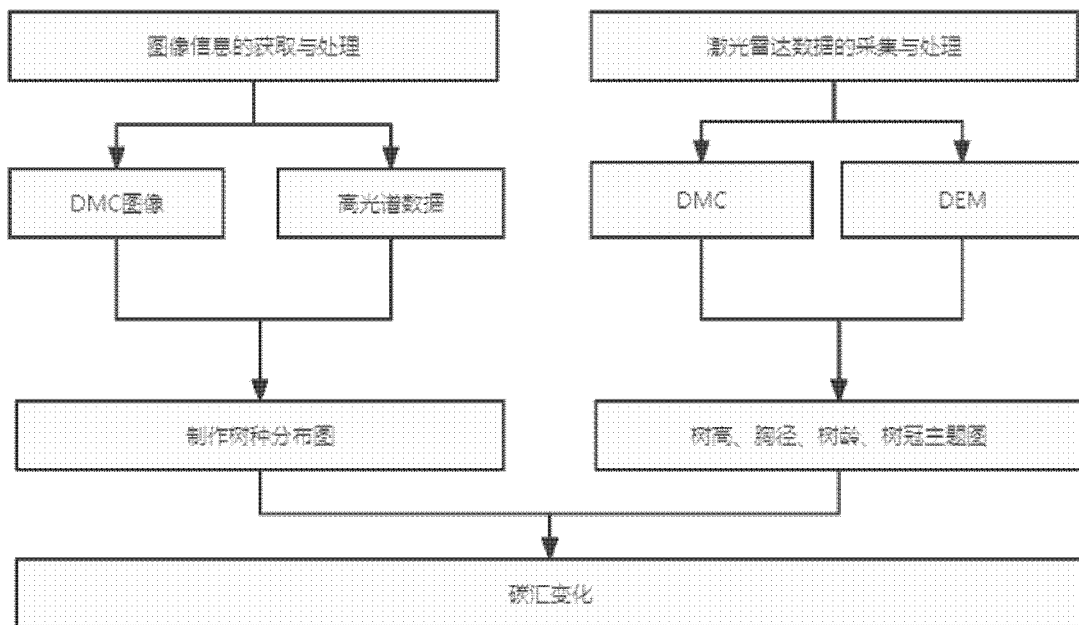 图像信息的获取与处理
激光雷达数据的采集与处理
DMC图像
高光谱数据
DMC
DEM
制作树种分布图
树高、胸径、树龄、树冠主题图
碳汇变化